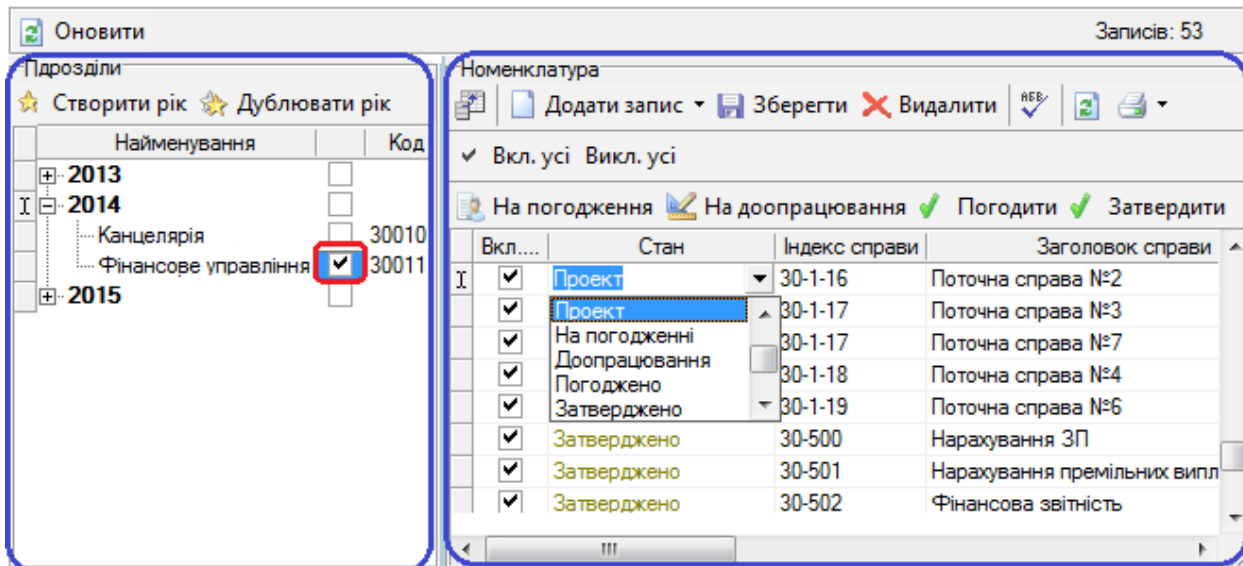 Оновити
Записів: 53
Пдрозділи
Створити рік Дублювати рік
Найменування Код
2013
2014
Канцелярія 30010
Фінансове управління 30011
2015
Номенклатура
Додати запис Зберегти Видалити АБВ
Вкл. усі Викл. усі
На погодження На доопрацювання Погодити Затвердити
Вкл.... Стан Індекс справи Заголовок справи
Проект 30-1-16 Поточна справа №2
Проект 30-1-17 Поточна справа №3
На погодженні 30-1-17 Поточна справа №7
Доопрацювання
Погоджено 30-1-18 Поточна справа №4
Затверджено 30-1-19 Поточна справа №6
Затверджено 30-500 Нарахування ЗП
Затверджено 30-501 Нарахування премільних випл
Затверджено 30-502 Фінансова звітність